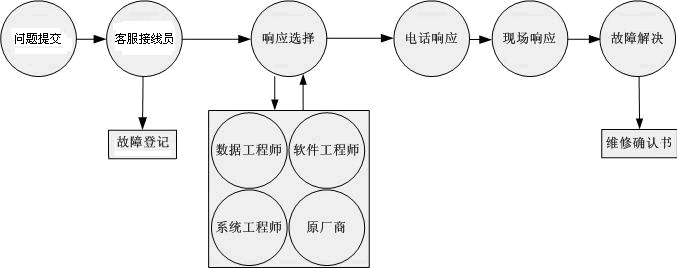 问题提交
客服接线员
响应选择
电话响应
现场响应
故障解决
故障登记
数据工程师
软件工程师
维修确认书
系统工程师
原厂商